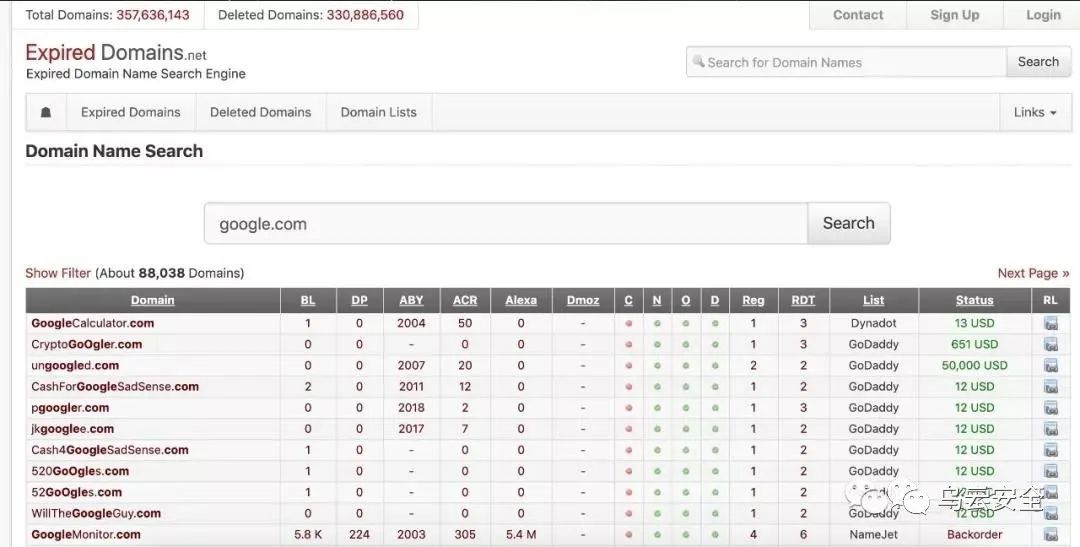 Total Domains: 357,636,143 Deleted Domains: 330,886,560 Contact Sign Up Login
Expired Domains.net
Expired Domain Name Search Engine
Search for Domain Names Search
Expired Domains Deleted Domains Domain Lists Links
Domain Name Search
google.com Search
Show Filter (About 88,038 Domains) Next Page »
Domain BL DP ABY ACR Alexa Dmoz C N O D Reg RDT List Status RL
GoogleCalculator.com 1 0 2004 50 0 - 1 3 Dynadot 13 USD
CryptoGoOgler.com 0 0 - 0 0 - 1 3 GoDaddy 651 USD
ungoogled.com 0 0 2007 20 0 - 2 2 GoDaddy 50,000 USD
CashForGoogleSadSense.com 2 0 2011 12 0 - 1 2 GoDaddy 12 USD
pgoogler.com 0 0 2018 2 0 - 1 3 GoDaddy 12 USD
jkgooglee.com 0 0 2017 7 0 - 1 2 GoDaddy 12 USD
Cash4GoogleSadSense.com 1 0 - 0 0 - 1 2 GoDaddy 12 USD
520GoOgles.com 1 0 - 0 0 - 1 2 GoDaddy 12 USD
52GoOgles.com 1 0 - 0 0 - 1 2 GoDaddy 12 USD
WillTheGoogleGuy.com 0 0 - 0 0 - 1 2 GoDaddy 12 USD
GoogleMonitor.com 5.8 K 224 2003 305 5.4 M - 4 6 NameJet Backorder
乌云安全